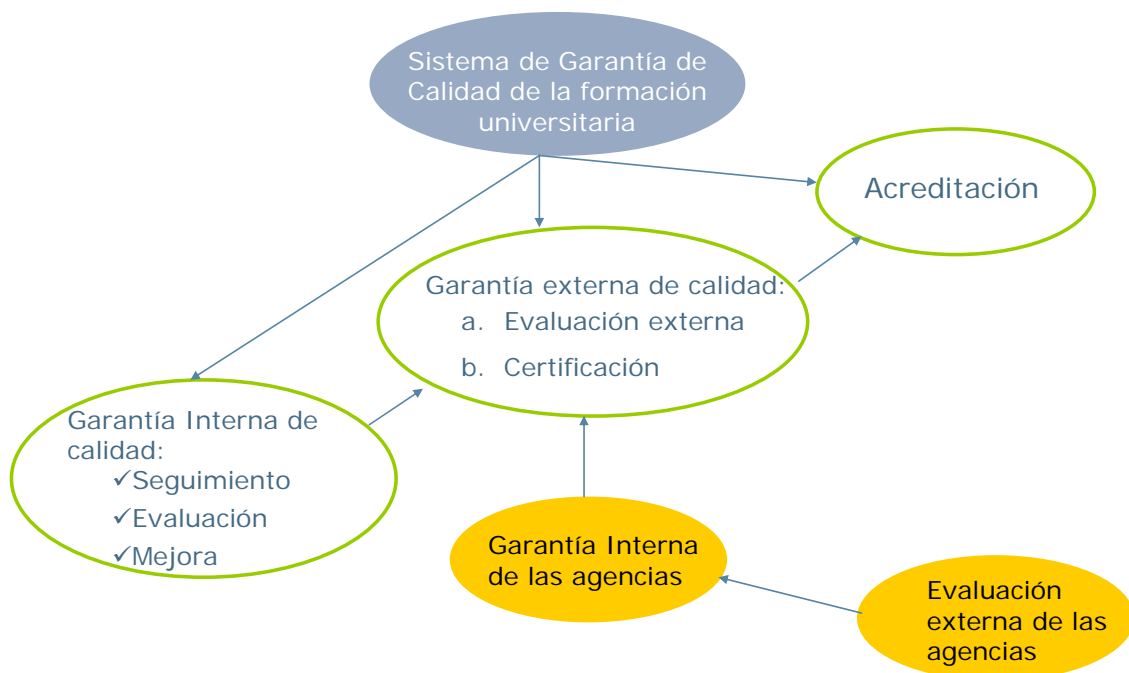 Sistema de Garantía de
Calidad de la formación
universitaria
Acreditación
Garantía externa de calidad:
a. Evaluación externa
b. Certificación
Garantía Interna de
calidad:
✓Seguimiento
✓Evaluación
✓Mejora
Garantía Interna
de las agencias
Evaluación
externa de las
agencias